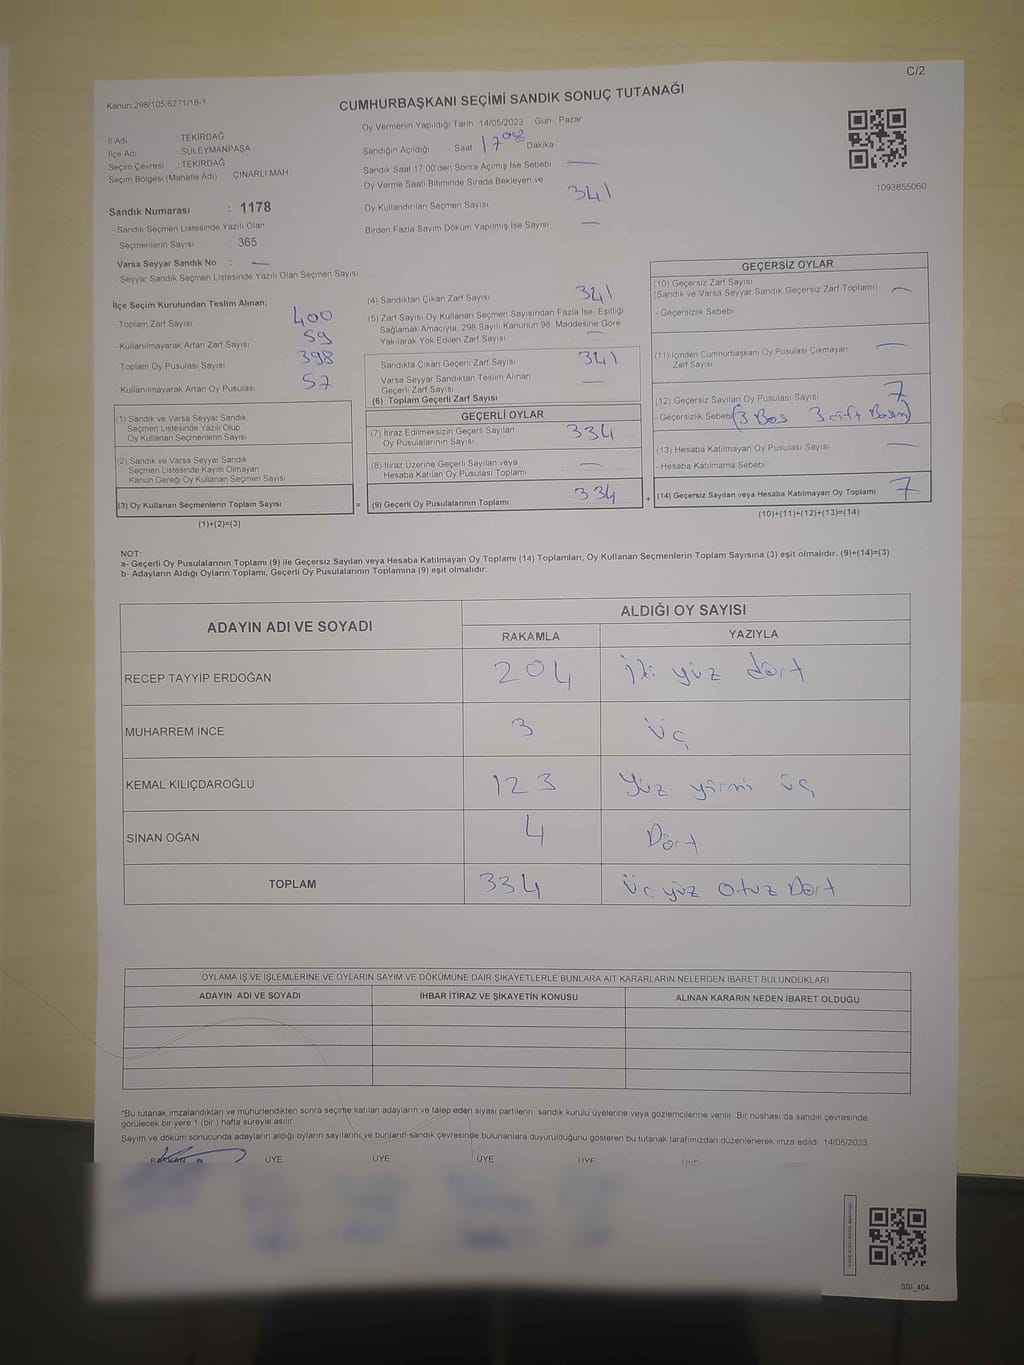 C/2
Kanun:298/105;6271/18-1
CUMHURBAŞKANI SEÇİMİ SANDIK SONUÇ TUTANAĞI
İl Adı TEKİRDAĞ
İlçe Adı SÜLEYMANPAŞA
Seçim Çevresi : TEKİRDAĞ
Seçim Bölgesi (Mahalle Adı) ÇINARLI MAH.
Sandık Numarası : 1178
- Sandık Seçmen Listesinde Yazılı Olan
Seçmenlerin Sayısı : 365
Varsa Seyyar Sandık No : —
- Seyyar Sandık Seçmen Listesinde Yazılı Olan Seçmen Sayısı:
Oy Vermenin Yapıldığı Tarih 14/05/2023 Gün : Pazar
Sandığın Açıldığı Saat 17 02 Dakika
Sandık Saat 17:00'den Sonra Açımış İse Sebebi —
Oy Verme Saati Bitiminde Sırada Bekleyen ve
Oy Kullandırılan Seçmen Sayısı 341
Birden Fazla Sayım Döküm Yapılmış İse Sayısı —
1093855060
İlçe Seçim Kurulundan Teslim Alınan;
- Toplam Zarf Sayısı 400
- Kullanılmayarak Artan Zarf Sayısı 59
- Toplam Oy Pusulası Sayısı 398
- Kullanılmayarak Artan Oy Pusulası 57
(1) Sandık ve Varsa Seyyar Sandık
Seçmen Listesinde Yazılı Olup
Oy Kullanan Seçmenlerin Sayısı
(2) Sandık ve Varsa Seyyar Sandık
Seçmen Listesinde Kayıtlı Olmayan
Kanun Gereği Oy Kullanan Seçmen Sayısı
(3) Oy Kullanan Seçmenlerin Toplam Sayısı =
(1)+(2)=(3)
(4) Sandıktan Çıkan Zarf Sayısı 341
(5) Zarf Sayısı Oy Kullanan Seçmen Sayısından Fazla İse, Eşitliği
Sağlamak Amacıyla, 298 Sayılı Kanunun 98. Maddesine Göre
Yakılarak Yok Edilen Zarf Sayısı —
Sandıkta Çıkan Geçerli Zarf Sayısı 341
Varsa Seyyar Sandıktan Teslim Alınan
Geçerli Zarf Sayısı —
(6) Toplam Geçerli Zarf Sayısı
GEÇERLİ OYLAR
(7) İtiraz Edilmeksizin Geçerli Sayılan
Oy Pusulalarının Sayısı 334
(8) İtiraz Üzerine Geçerli Sayılan veya
Hesaba Katılan Oy Pusulası Toplamı —
(9) Geçerli Oy Pusulalarının Toplamı 334 +
GEÇERSİZ OYLAR
(10) Geçersiz Zarf Sayısı
(Sandık ve Varsa Seyyar Sandık Geçersiz Zarf Toplamı) —
- Geçersizlik Sebebi
(11) İçinden Cumhurbaşkanı Oy Pusulası Çıkmayan
Zarf Sayısı —
(12) Geçersiz Sayılan Oy Pusulası Sayısı 7
- Geçersizlik Sebebi (3 Boş 3 çift Basım)
(13) Hesaba Katılmayan Oy Pusulası Sayısı —
- Hesaba Katılmama Sebebi
(14) Geçersiz Sayılan veya Hesaba Katılmayan Oy Toplamı 7
(10)+(11)+(12)+(13)=(14)
NOT:
a- Geçerli Oy Pusulalarının Toplamı (9) ile Geçersiz Sayılan veya Hesaba Katılmayan Oy Toplamı (14) Toplamları, Oy Kullanan Seçmenlerin Toplam Sayısına (3) eşit olmalıdır. (9)+(14)=(3)
b- Adayların Aldığı Oyların Toplamı, Geçerli Oy Pusulalarının Toplamına (9) eşit olmalıdır.
ADAYIN ADI VE SOYADI ALDIĞI OY SAYISI
RAKAMLA YAZIYLA
RECEP TAYYİP ERDOĞAN 204 iki yüz dört
MUHARREM İNCE 3 üç
KEMAL KILIÇDAROĞLU 123 Yüz yirmi üç
SİNAN OĞAN 4 Dört
TOPLAM 334 Üç yüz otuz Dört
OYLAMA İŞ VE İŞLEMLERİNE VE OYLARIN SAYIM VE DÖKÜMÜNE DAİR ŞİKAYETLERLE BUNLARA AİT KARARLARIN NELERDEN İBARET BULUNDUKLARI
ADAYIN ADI VE SOYADI İHBAR İTİRAZ VE ŞİKAYETİN KONUSU ALINAN KARARIN NEDEN İBARET OLDUĞU
*Bu tutanak imzalandıktan ve mühürlendikten sonra seçime katılan adayların ve talep eden siyasi partilerin sandık kurulu üyelerine veya gözlemcilerine verilir. Bir nüshası da sandık çevresinde
görülecek bir yere 1 (bir) hafta süreyle asılır.
Sayım ve döküm sonucunda adayların aldığı oyların sayılarını ve bunların sandık çevresinde bulunanlara duyurulduğunu gösteren bu tutanak tarafımızdan düzenlenerek imza edildi. 14/05/2023
BAŞKAN ÜYE ÜYE ÜYE ÜYE
SSI_404